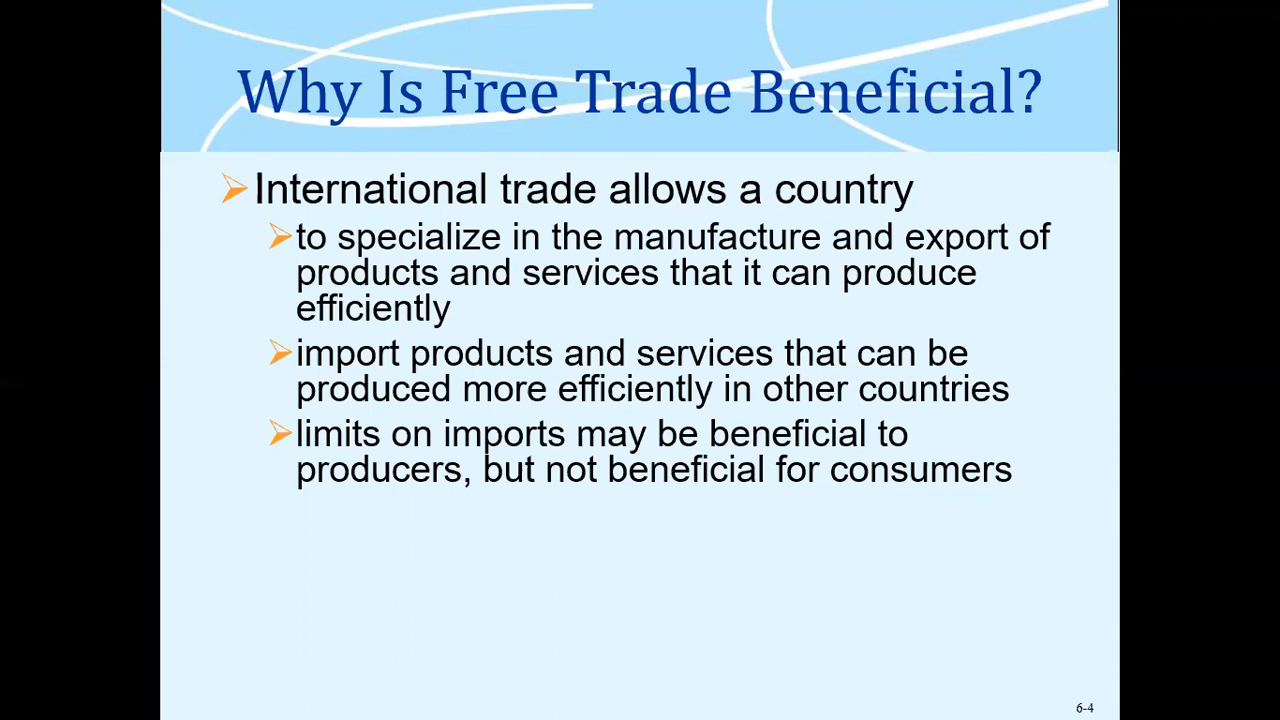 Why Is Free Trade Beneficial?
International trade allows a country
to specialize in the manufacture and export of
products and services that it can produce
efficiently
import products and services that can be
produced more efficiently in other countries
limits on imports may be beneficial to
producers, but not beneficial for consumers
6-4